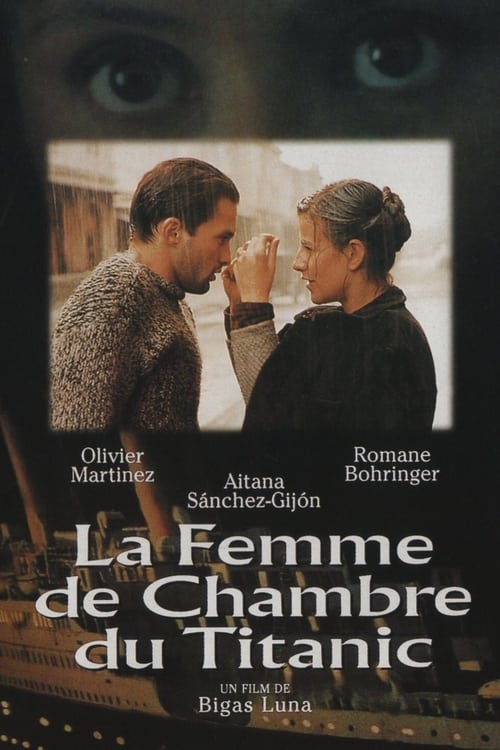 Olivier
Martinez
Aitana
Sánchez-Gijón
Romane
Bohringer
La Femme
de Chambre
du Titanic
UN FILM DE
Bigas Luna